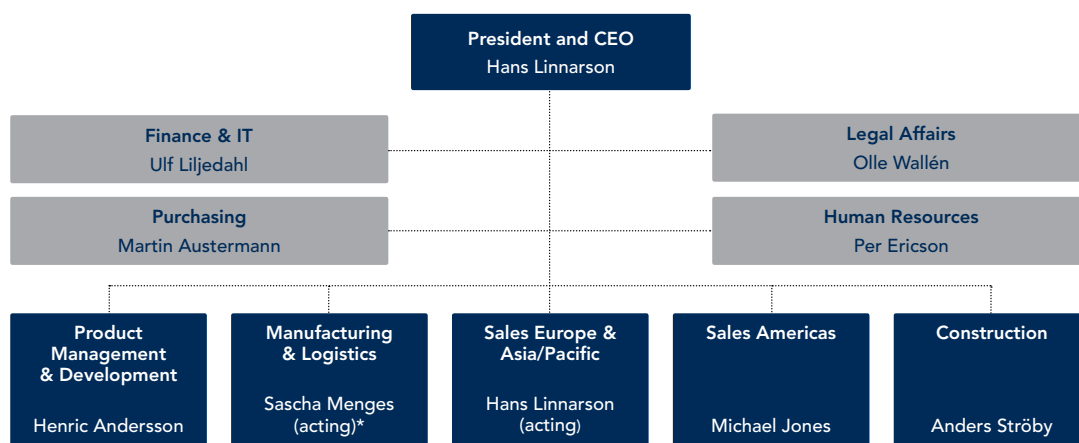 President and CEO
Hans Linnarson
Finance & IT
Ulf Liljedahl
Legal Affairs
Olle Wallén
Purchasing
Martin Austermann
Human Resources
Per Ericson
Product
Management
& Development
Henric Andersson
Manufacturing
& Logistics
Sascha Menges
(acting)*
Sales Europe &
Asia/Pacific
Hans Linnarson
(acting)
Sales Americas
Michael Jones
Construction
Anders Ströby